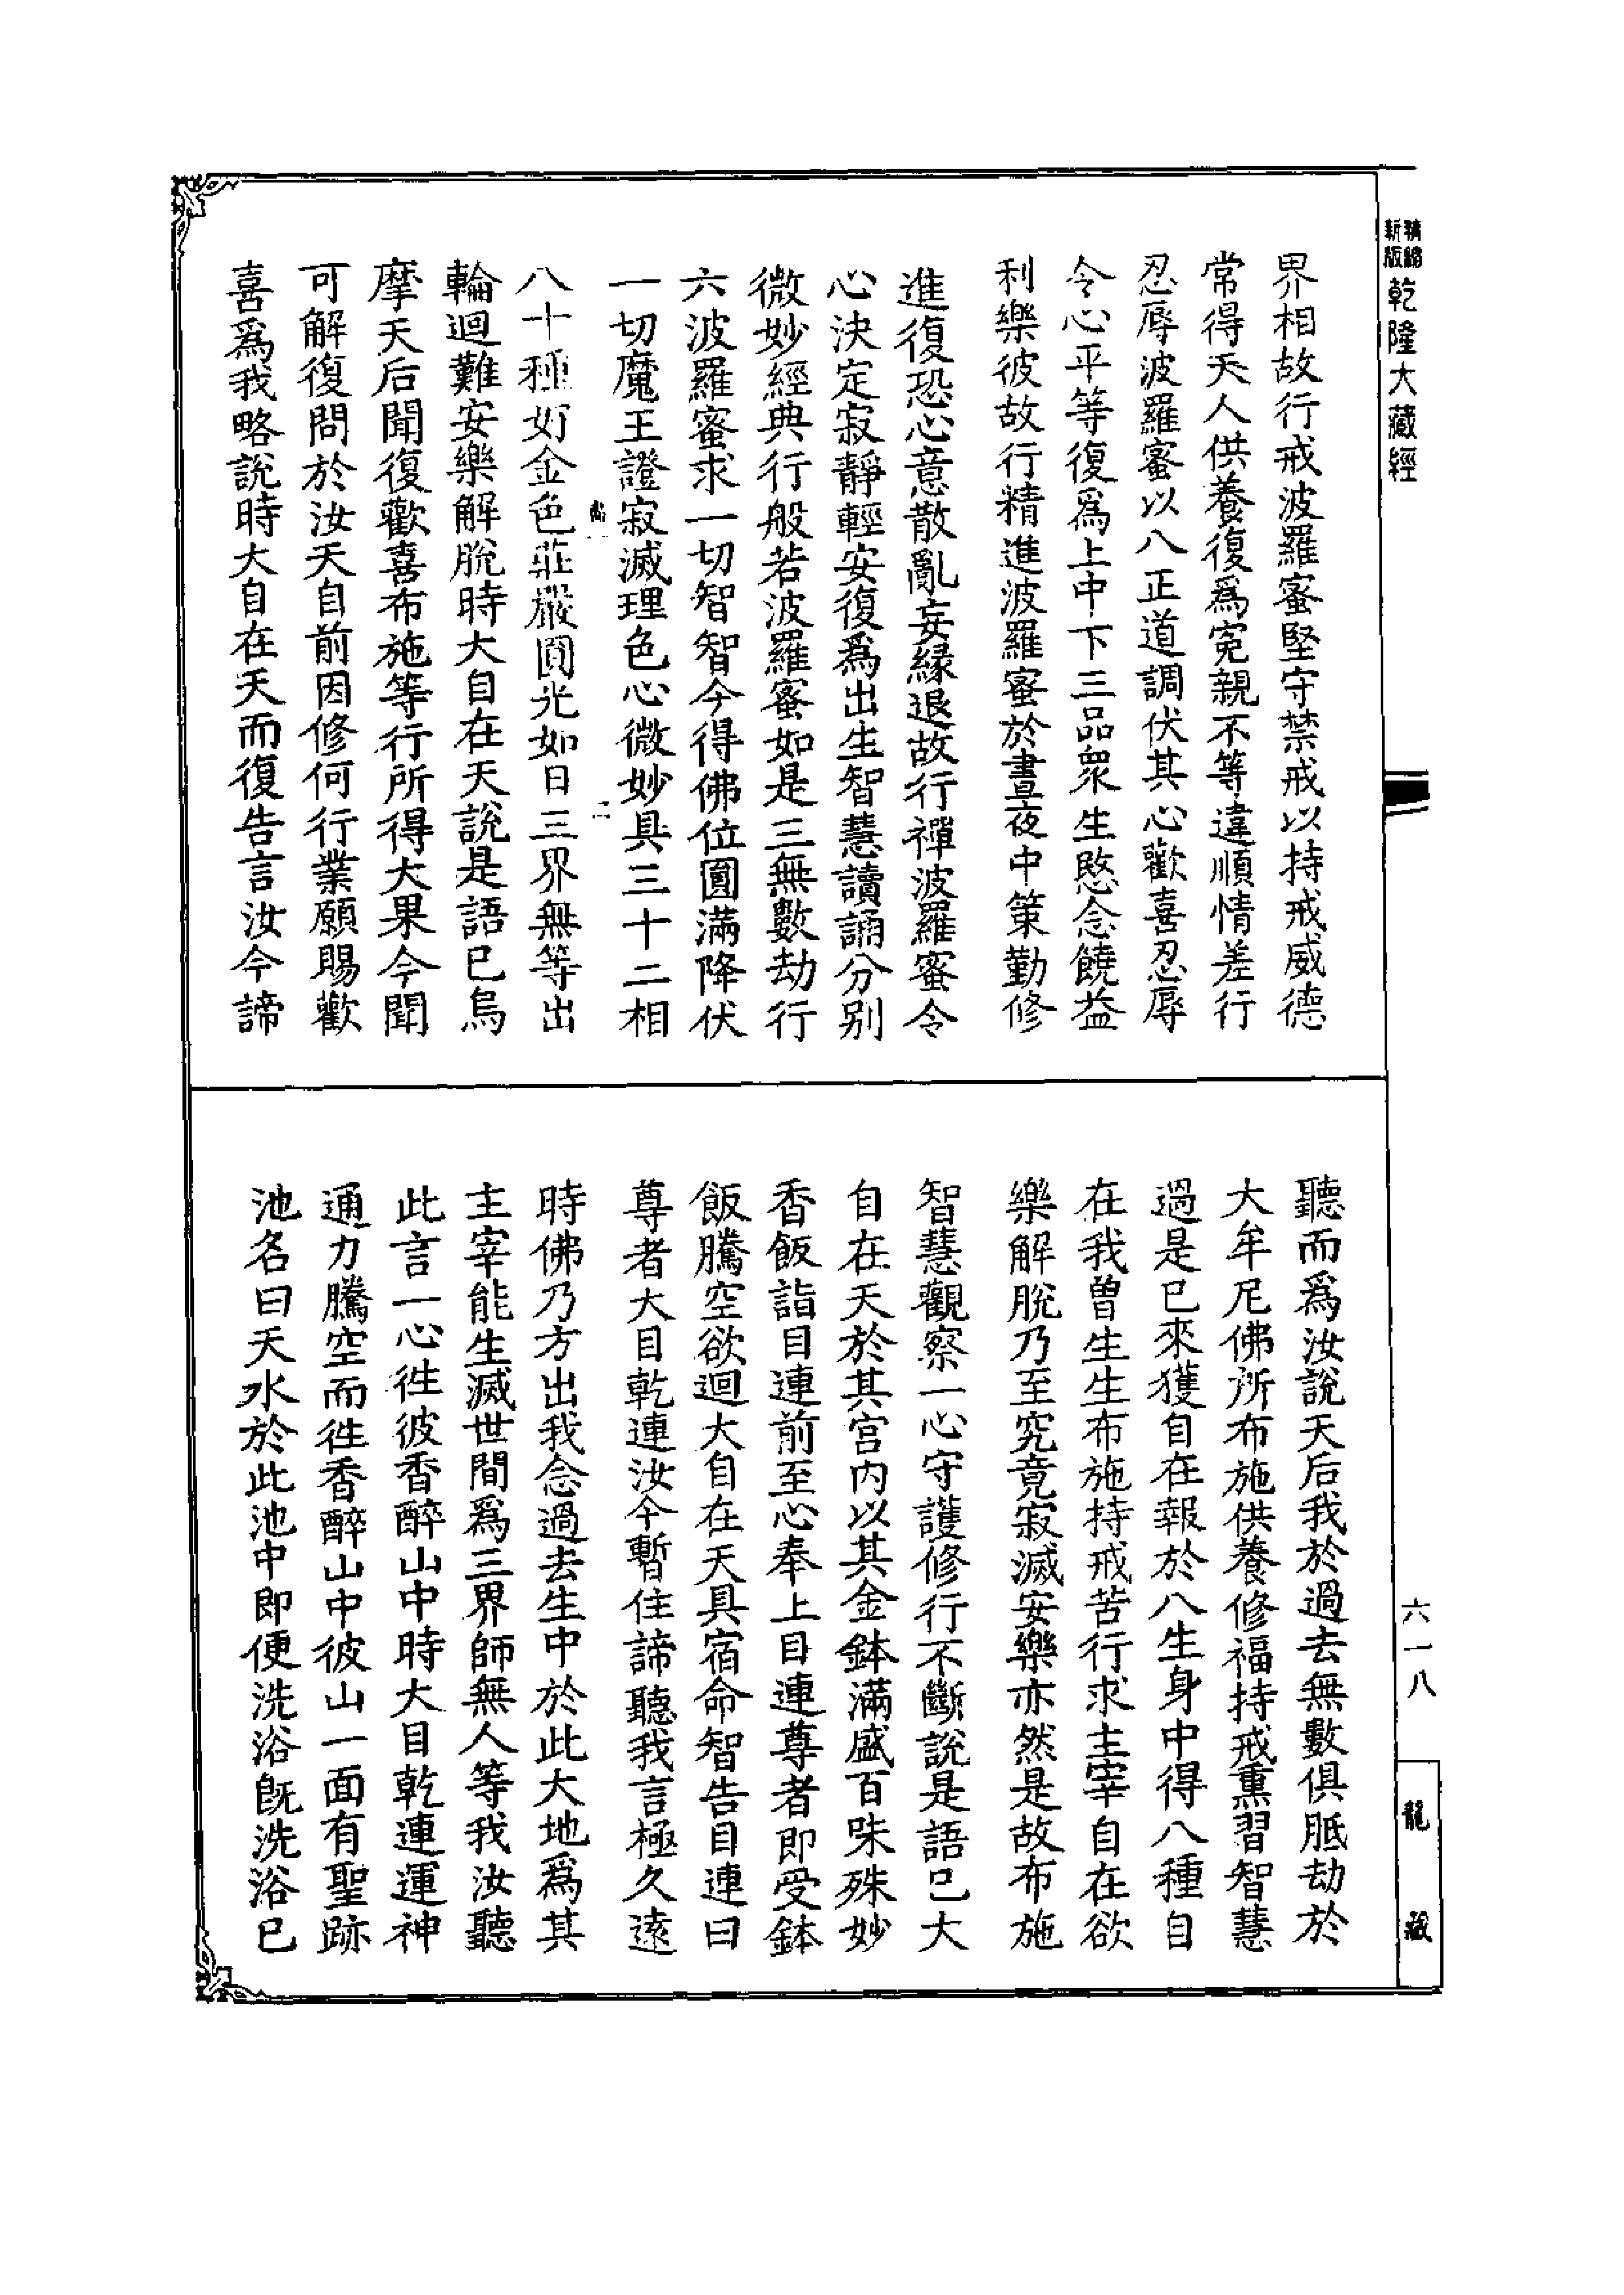 精縮
新版
乾隆大藏經
界相故行戒波羅蜜堅守禁戒以持戒威德
常得天人供養復爲寃親不等違順情差行
忍辱波羅蜜以八正道調伏其心歡喜忍辱
令心平等復爲上中下三品衆生愍念饒益
利樂彼故行精進波羅蜜於晝夜中策勤修
進復恐心意散亂妄緣退故行禪波羅蜜令
心決定寂靜輕安復爲出生智慧讀誦分別
微妙經典行般若波羅蜜如是三無數劫行
六波羅蜜求一切智智今得佛位圓滿降伏
一切魔王證寂滅理色心微妙具三十二相
二
八十種好金色莊嚴圓光如日三界無等出
輪迴難安樂解脫時大自在天說是語已烏
摩天后聞復歡喜布施等行所得大果今聞
可解復問於汝天自前因修何行業願賜歡
喜爲我略說時大自在天而復告言汝今諦
聽而爲汝說天后我於過去無數俱胝劫於
大牟尼佛所布施供養修福持戒熏習智慧
過是已來獲自在報於八生身中得八種自
在我曾生生布施持戒苦行求主宰自在欲
樂解脫乃至究竟寂滅安樂亦然是故布施
智慧觀察一心守護修行不斷說是語已大
自在天於其宮內以其金鉢滿盛百味殊妙
香飯詣目連前至心奉上目連尊者即受鉢
飯騰空欲迴大自在天具宿命智告目連曰
尊者大目乾連汝今暫住諦聽我言極久遠
時佛乃方出我念過去生中於此大地爲其
主宰能生滅世間爲三界師無人等我汝聽
此言一心徃彼香醉山中時大目乾連運神
通力騰空而徃香醉山中彼山一面有聖跡
池名曰天水於此池中即便洗浴旣洗浴已
六一八
龍藏